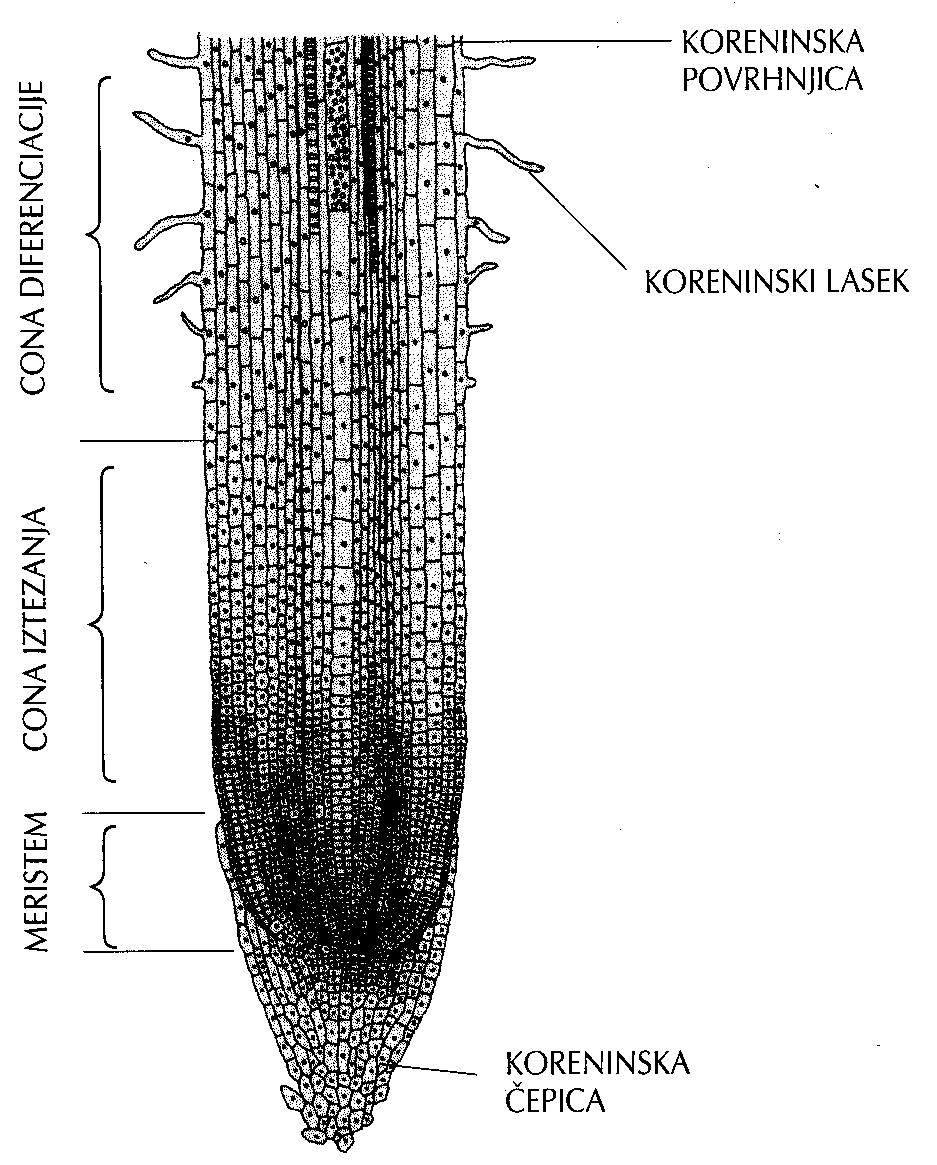 KORENINSKA
POVRHNJICA
CONA DIFERENCIACIJE
KORENINSKI LASEK
CONA IZTEZANJA
MERISTEM
KORENINSKA
ČEPICA